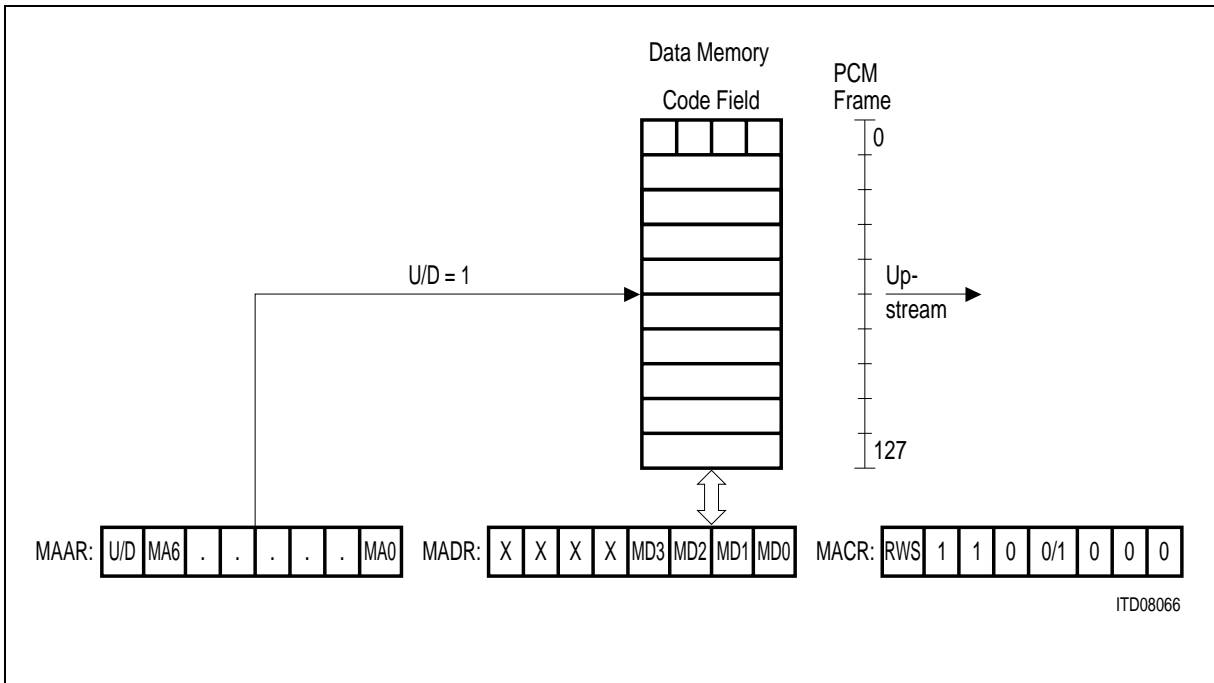 Data Memory
Code Field
PCM
Frame
0
U/D = 1
Up-
stream
127
MAAR: U/D MA6 . . . . . MA0 MADR: X X X X MD3 MD2 MD1 MD0 MACR: RWS 1 1 0 0/1 0 0 0
ITD08066